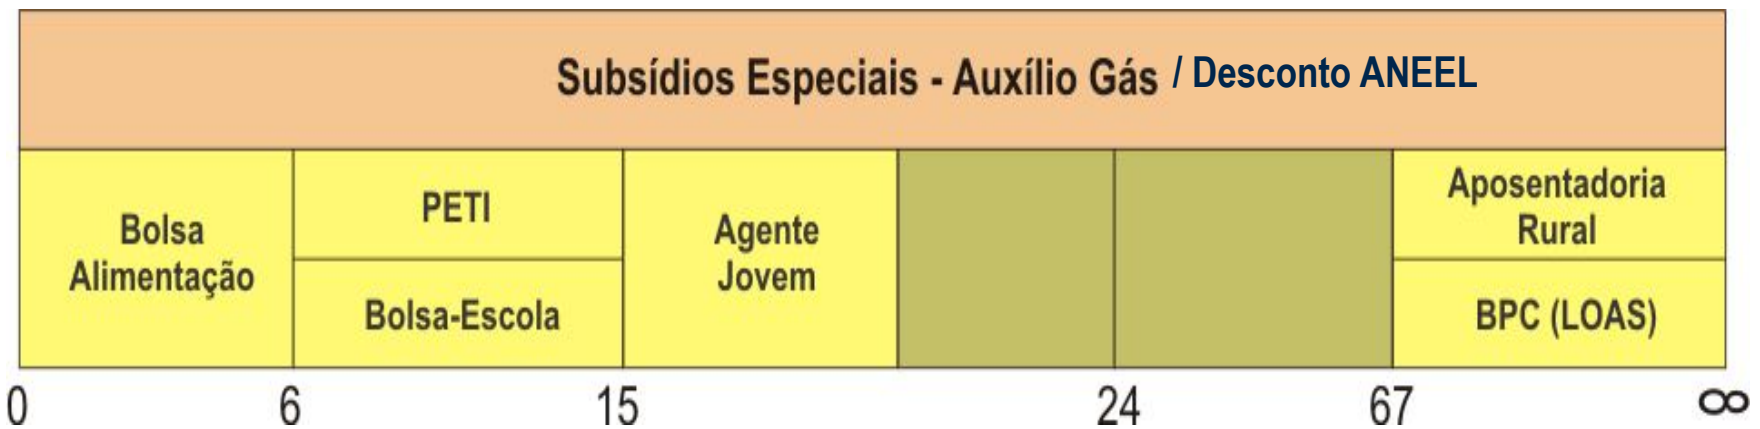 Subsídios Especiais - Auxílio Gás / Desconto ANEEL
Bolsa
Alimentação
PETI
Bolsa-Escola
Agente
Jovem
Aposentadoria
Rural
BPC (LOAS)
0 6 15 24 67 ∞